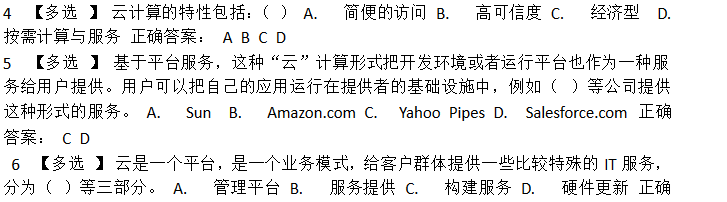 4 【多选 】 云计算的特性包括：（ ） A. 简便的访问 B. 高可信度 C. 经济型 D.
按需计算与服务 正确答案： A B C D
5 【多选 】 基于平台服务，这种“云”计算形式把开发环境或者运行平台也作为一种服
务给用户提供。用户可以把自己的应用运行在提供者的基础设施中，例如（ ）等公司提供
这种形式的服务。 A. Sun B. Amazon.com C. Yahoo Pipes D. Salesforce.com 正确
答案： C D
6 【多选 】 云是一个平台，是一个业务模式，给客户群体提供一些比较特殊的 IT 服务，
分为（ ）等三部分。 A. 管理平台 B. 服务提供 C. 构建服务 D. 硬件更新 正确